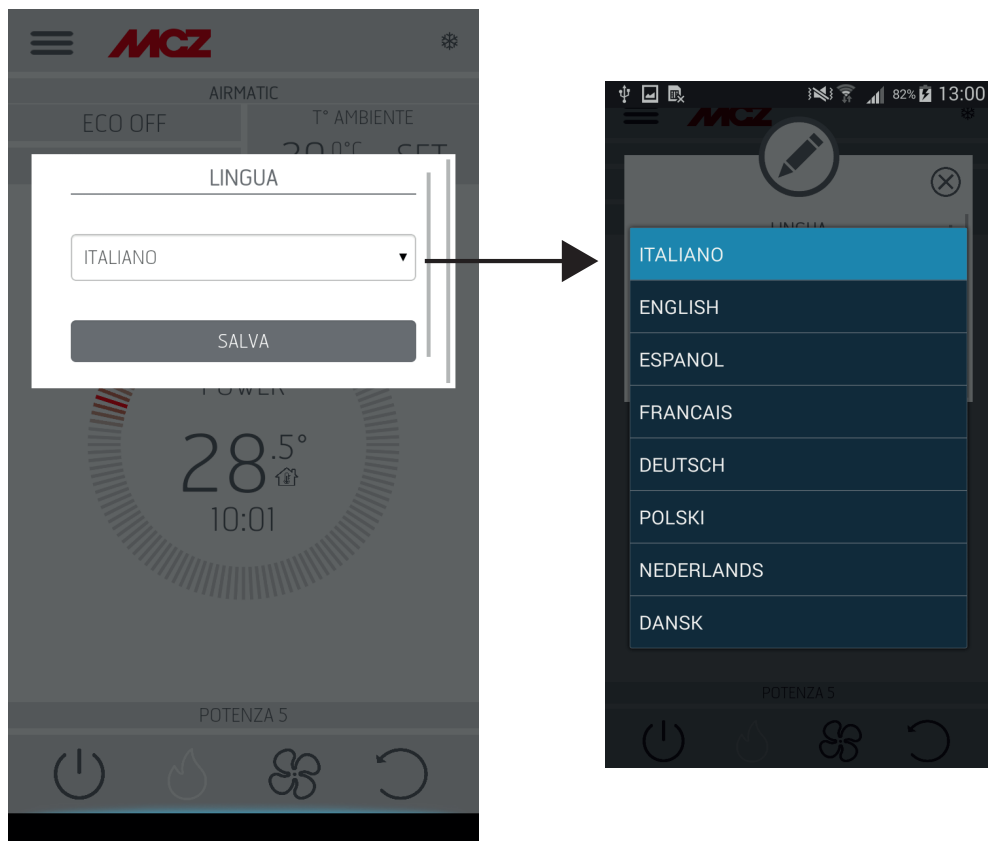 MCZ
AIRMATIC
ECO OFF
T° AMBIENTE
LINGUA
ITALIANO
SALVA
POWER
28.5°
10:01
POTENZA 5
82% 13:00
MCZ
LINGUA
ITALIANO
ENGLISH
ESPANOL
FRANCAIS
DEUTSCH
POLSKI
NEDERLANDS
DANSK
POTENZA 5